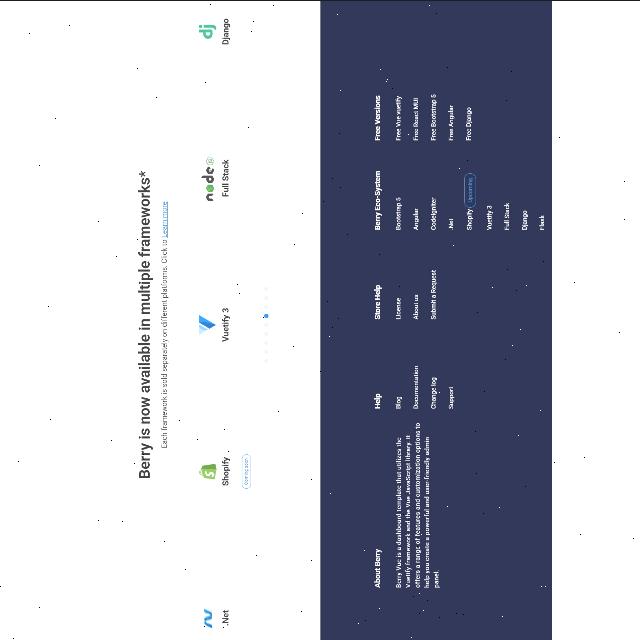 Berry is now available in multiple frameworks*
Each framework is sold separately on different platforms. Click to Learn more
.Net
Shopify
Coming soon
Vuetify 3
node
Full Stack
dj
Django
About Berry
Berry Vue is a dashboard template that utilizes the
Vuetify framework and the Vue JavaScript library. It
offers a range of features and customization options to
help you create a powerful and user-friendly admin
panel.
Help
Blog
Documentation
Change log
Support
Store Help
License
About us
Submit a Request
Berry Eco-System
Bootstrap 5
Angular
CodeIgniter
.Net
Shopify Upcoming
Vuetify 3
Full Stack
Django
Flask
Free Versions
Free Vue vuetify
Free React MUI
Free Bootstrap 5
Free Angular
Free Django